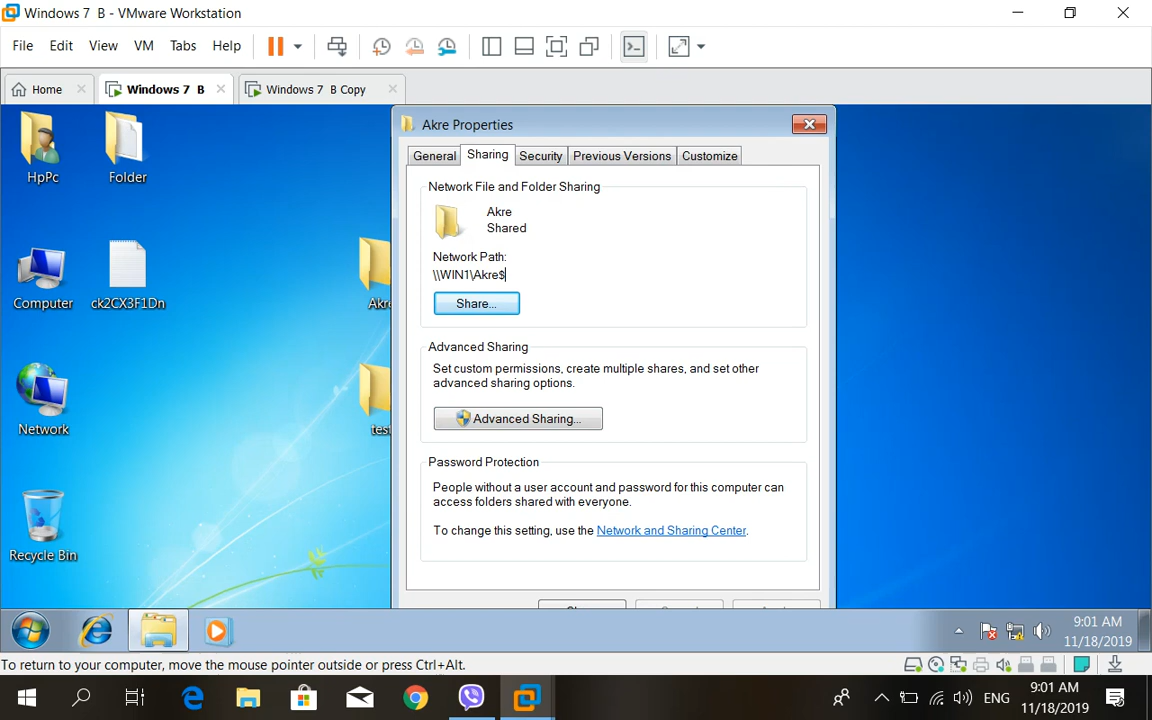 Windows 7 B - VMware Workstation
File Edit View VM Tabs Help
Home Windows 7 B Windows 7 B Copy
HpPc
Folder
Computer
ck2CX3F1Dn
Network
Recycle Bin
Akre
test
Akre Properties
General Sharing Security Previous Versions Customize
Network File and Folder Sharing
Akre
Shared
Network Path:
\\WIN1\Akre$
Share...
Advanced Sharing
Set custom permissions, create multiple shares, and set other
advanced sharing options.
Advanced Sharing...
Password Protection
People without a user account and password for this computer can
access folders shared with everyone.
To change this setting, use the Network and Sharing Center.
9:01 AM
11/18/2019
To return to your computer, move the mouse pointer outside or press Ctrl+Alt.
ENG
9:01 AM
11/18/2019